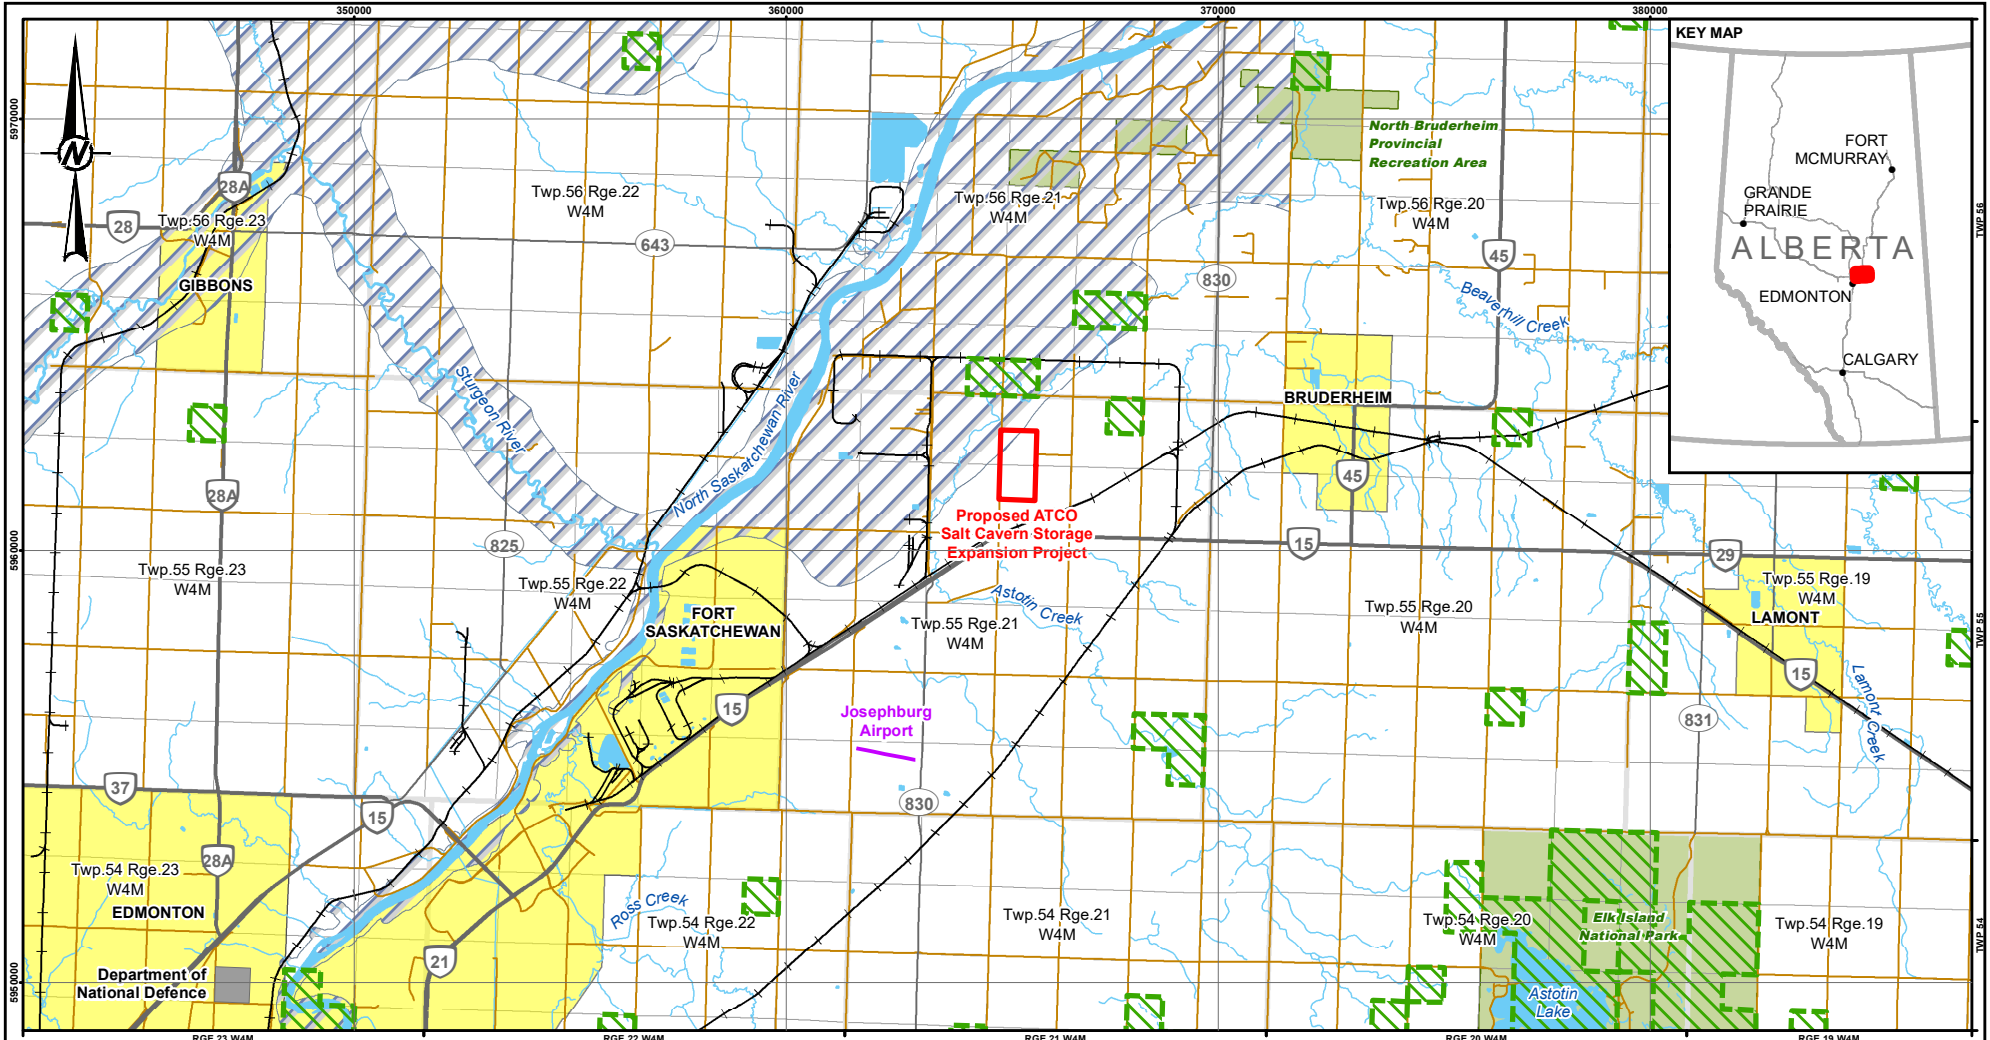 350000
360000
370000
380000
KEY MAP
FORT
MCMURRAY
GRANDE
PRAIRIE
ALBERTA
EDMONTON
CALGARY
5970000
N
28A
28
Twp.56 Rge.23
W4M
GIBBONS
Twp.56 Rge.22
W4M
643
Twp.56 Rge.21
W4M
North Bruderheim
Provincial
Recreation Area
Twp.56 Rge.20
W4M
TWP 56
45
830
Beaverhill Creek
Sturgeon River
North Saskatchewan River
BRUDERHEIM
45
28A
825
5960000
Proposed ATCO
Salt Cavern Storage
Expansion Project
15
29
Twp.55 Rge.23
W4M
Twp.55 Rge.22
W4M
FORT
SASKATCHEWAN
Astotin Creek
Twp.55 Rge.21
W4M
Twp.55 Rge.20
W4M
Twp.55 Rge.19
W4M
LAMONT
TWP 55
15
15
Lamont Creek
831
Josephburg
Airport
830
37
15
28A
Twp.54 Rge.23
W4M
EDMONTON
Ross Creek
Twp.54 Rge.22
W4M
Twp.54 Rge.21
W4M
Twp.54 Rge.20
W4M
Elk Island
National Park
Twp.54 Rge.19
W4M
TWP 54
21
Department of
National Defence
5950000
Astotin
Lake
RGE 23 W4M
RGE 22 W4M
RGE 21 W4M
RGE 20 W4M
RGE 19 W4M